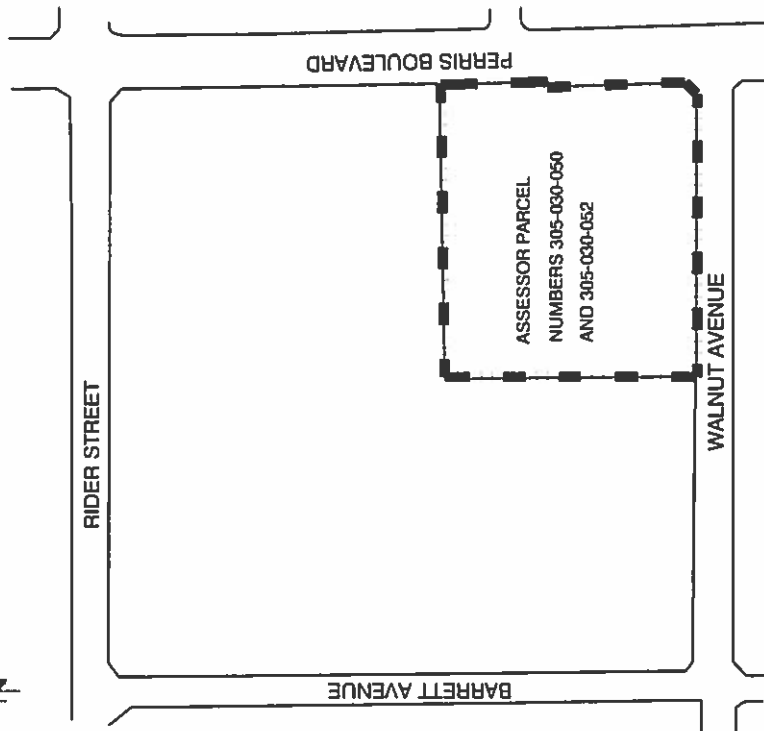 PERRIS BOULEVARD
ASSESSOR PARCEL
NUMBERS 305-030-050
AND 305-030-052
RIDER STREET
WALNUT AVENUE
BARRETT AVENUE